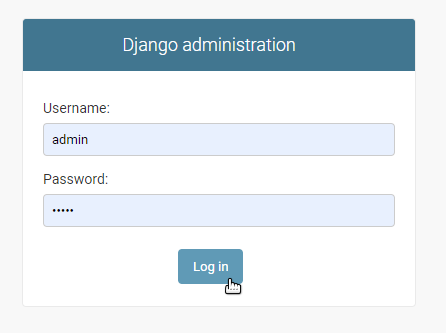 Django administration
Username:
admin
Password:
•••••
Log in